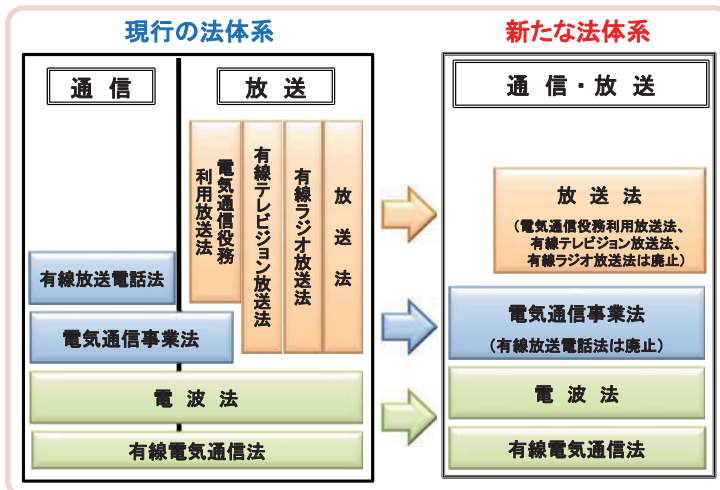 現行の法体系
新たな法体系
通信
放送
通信・放送
電気通信役務
利用放送法
有線テレビジョン放送法
有線ラジオ放送法
放送法
有線放送電話法
電気通信事業法
電波法
有線電気通信法
放送法
（電気通信役務利用放送法、
有線テレビジョン放送法、
有線ラジオ放送法は廃止）
電気通信事業法
（有線放送電話法は廃止）
電波法
有線電気通信法